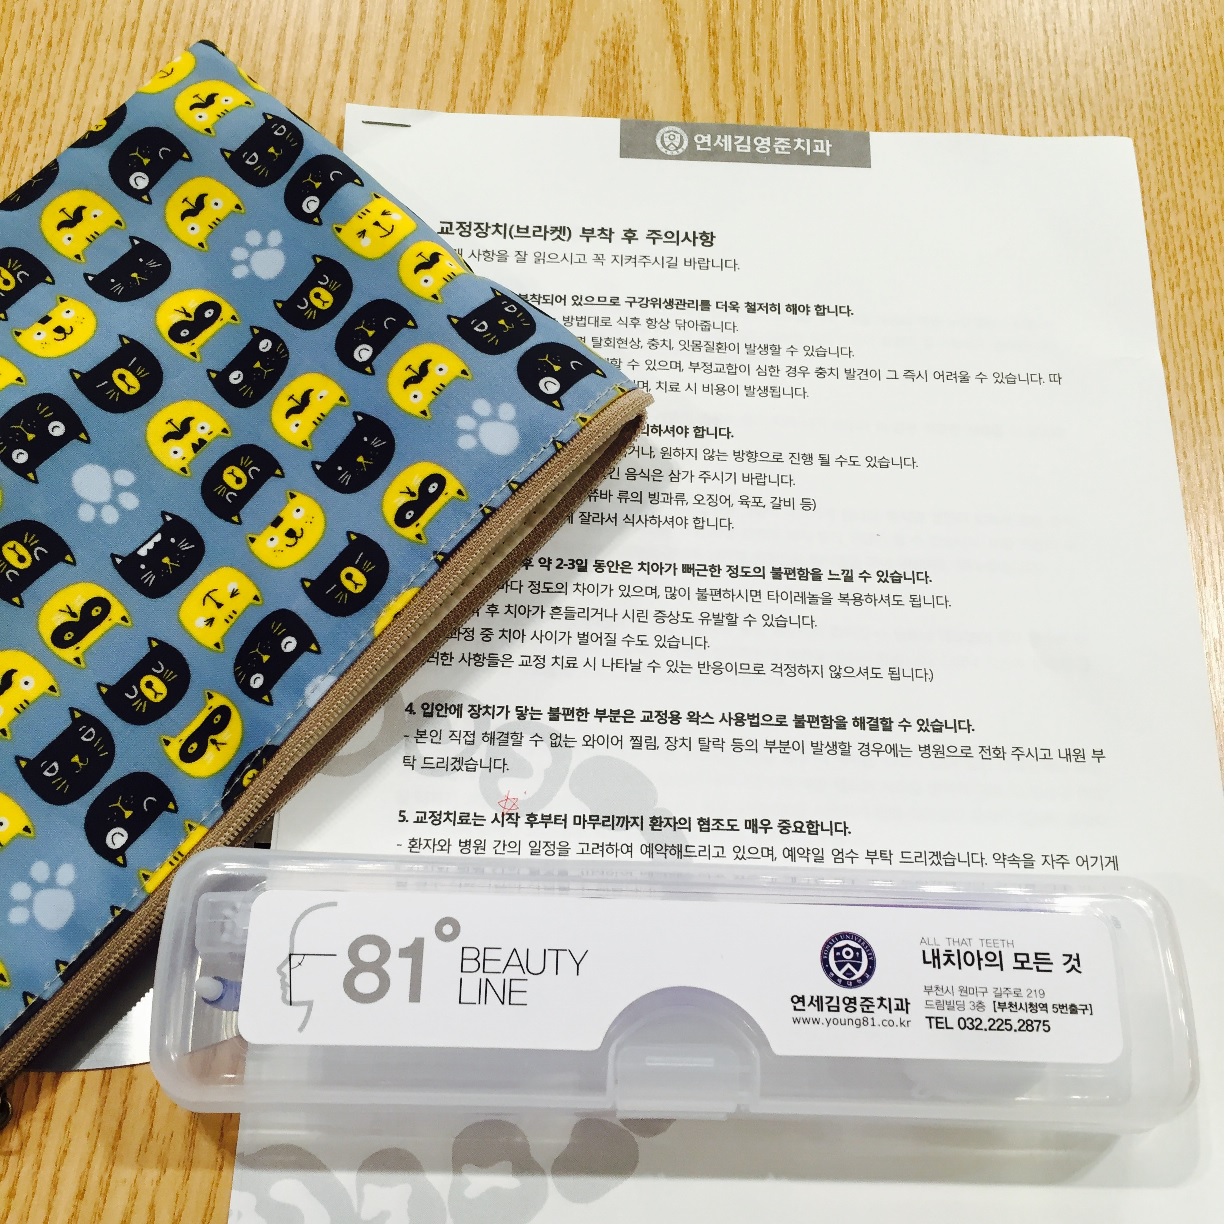 연세김영준치과
교정장치(브라켓) 부착 후 주의사항
사항을 잘 읽으시고 꼭 지켜주시길 바랍니다.
부착되어 있으므로 구강위생관리를 더욱 철저히 해야 합니다.
방법대로 식후 항상 닦아줍니다.
탈회현상, 충치, 잇몸질환이 발생할 수 있습니다.
수 있으며, 부정교합이 심한 경우 충치 발견이 그 즉시 어려울 수 있습니다. 따
치료 시 비용이 발생됩니다.
합니다.
원하지 않는 방향으로 진행 될 수도 있습니다.
음식은 삼가 주시기 바랍니다.
류의 빙과류, 오징어, 육포, 갈비 등)
잘라서 식사하셔야 합니다.
후 약 2-3일 동안은 치아가 뻐근한 정도의 불편함을 느낄 수 있습니다.
정도의 차이가 있으며, 많이 불편하시면 타이레놀을 복용하셔도 됩니다.
후 치아가 흔들리거나 시린 증상도 유발할 수 있습니다.
중 치아 사이가 벌어질 수도 있습니다.
사항들은 교정 치료 시 나타날 수 있는 반응이므로 걱정하지 않으셔도 됩니다.)
4. 입안에 장치가 닿는 불편한 부분은 교정용 왁스 사용법으로 불편함을 해결할 수 있습니다.
- 본인 직접 해결할 수 없는 와이어 찔림, 장치 탈락 등의 부분이 발생할 경우에는 병원으로 전화 주시고 내원 부
탁 드리겠습니다.
5. 교정치료는 시작 후부터 마무리까지 환자의 협조도 매우 중요합니다.
- 환자와 병원 간의 일정을 고려하여 예약해드리고 있으며, 예약일 엄수 부탁 드리겠습니다. 약속을 자주 어기게
81° BEAUTY LINE
YONSEI UNIVERSITY
연세김영준치과
www.young81.co.kr
ALL THAT TEETH
내치아의 모든 것
부천시 원미구 길주로 219
드림빌딩 3층 [부천시청역 5번출구]
TEL 032.225.2875